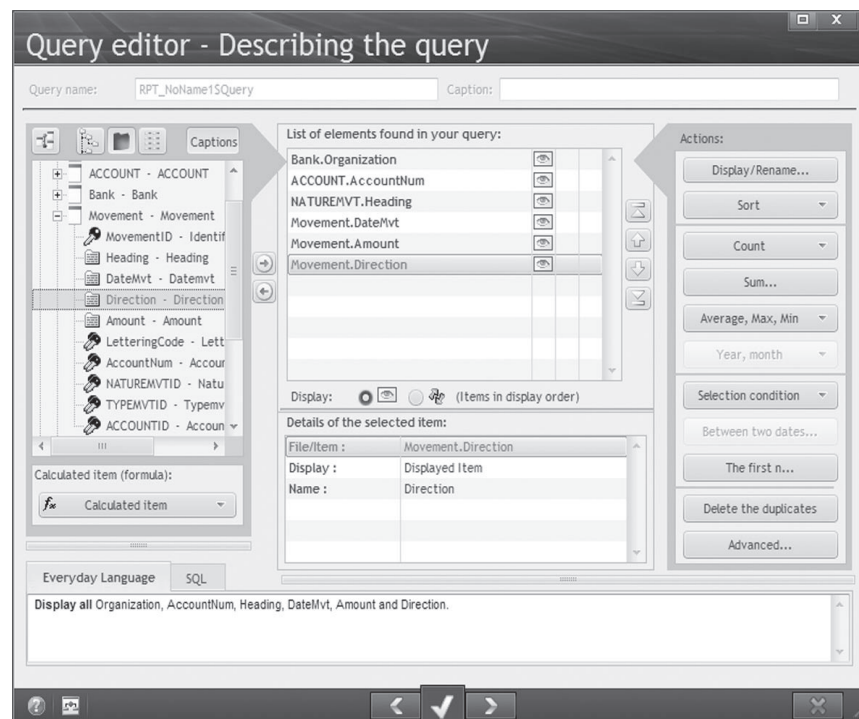 Query editor - Describing the query
Query name: RPT_NoName1$Query Caption:
Captions
ACCOUNT - ACCOUNT
Bank - Bank
Movement - Movement
MovementID - Identif
Heading - Heading
DateMvt - Datemvt
Direction - Direction
Amount - Amount
LetteringCode - Lett
AccountNum - Accour
NATUREMVTID - Natu
TYPEMVTID - Typemv
ACCOUNTID - Accoun
Calculated item (formula):
fx Calculated item
List of elements found in your query:
Bank.Organization
ACCOUNT.AccountNum
NATUREMVT.Heading
Movement.DateMvt
Movement.Amount
Movement.Direction
Display: (Items in display order)
Details of the selected item:
File/Item : Movement.Direction
Display : Displayed Item
Name : Direction
Actions:
Display/Rename...
Sort
Count
Sum...
Average, Max, Min
Year, month
Selection condition
Between two dates...
The first n...
Delete the duplicates
Advanced...
Everyday Language SQL
Display all Organization, AccountNum, Heading, DateMvt, Amount and Direction.